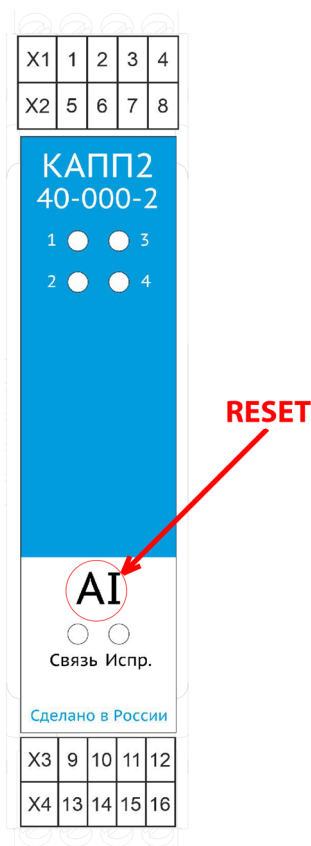 X1 1 2 3 4
X2 5 6 7 8
КАПП2
40-000-2
1 3
2 4
RESET
AI
Связь Испр.
Сделано в России
X3 9 10 11 12
X4 13 14 15 16